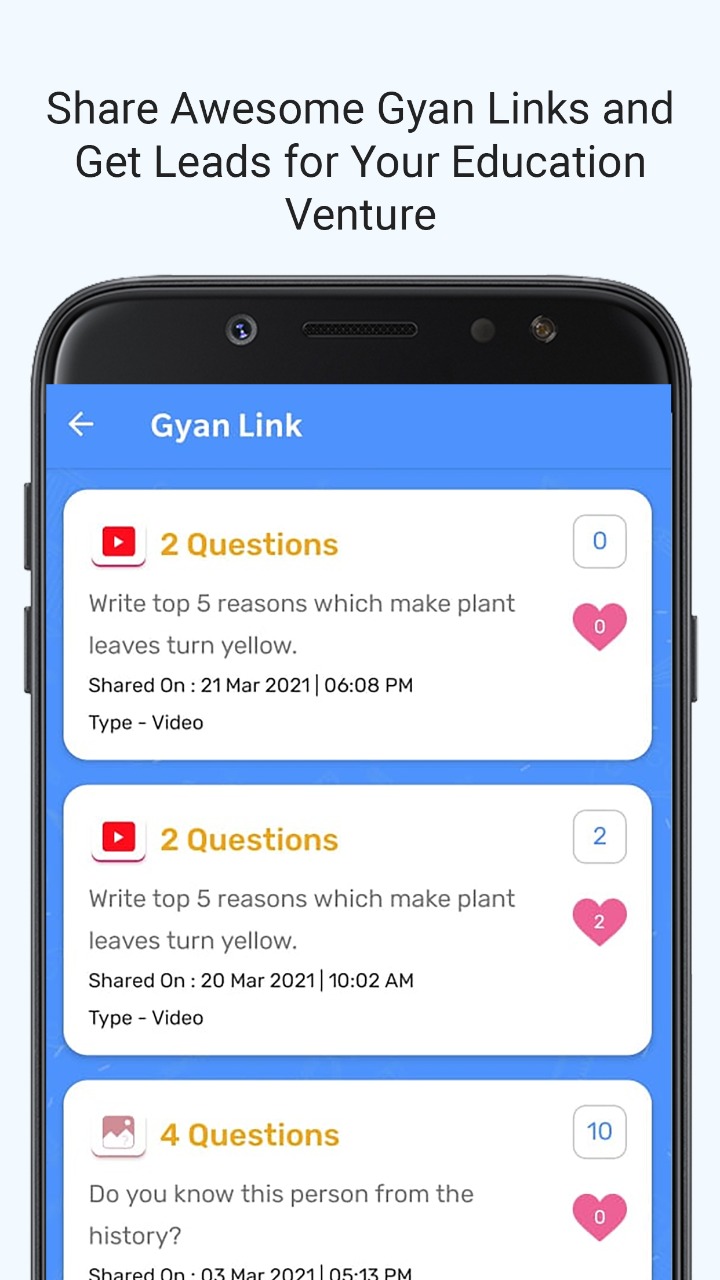 Share Awesome Gyan Links and
Get Leads for Your Education
Venture
Gyan Link
2 Questions
0
Write top 5 reasons which make plant
leaves turn yellow.
0
Shared On : 21 Mar 2021 | 06:08 PM
Type - Video
2 Questions
2
Write top 5 reasons which make plant
leaves turn yellow.
2
Shared On : 20 Mar 2021 | 10:02 AM
Type - Video
4 Questions
10
Do you know this person from the
history?
0
Shared On : 03 Mar 2021 | 05:13 PM